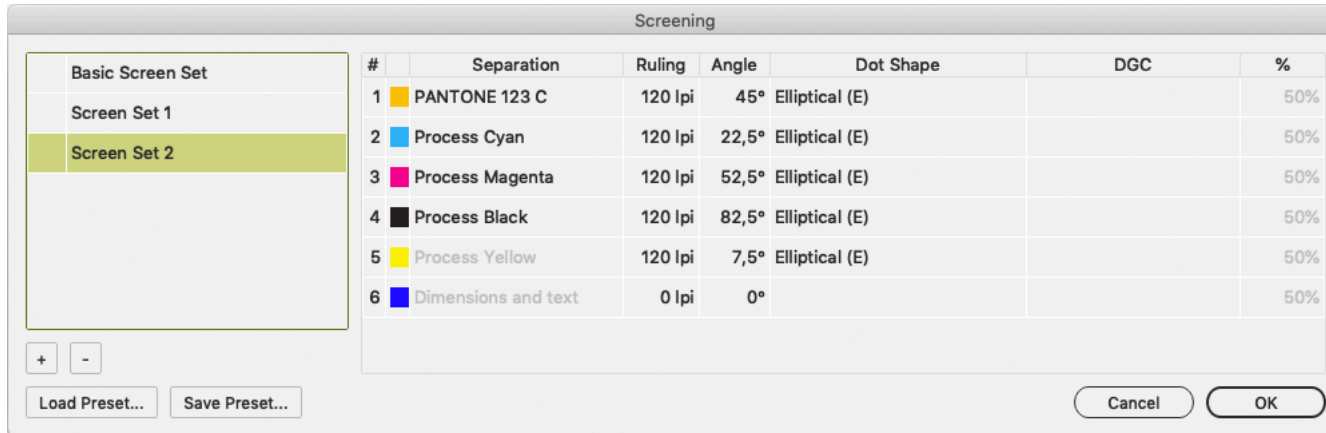 Screening
Basic Screen Set
Screen Set 1
Screen Set 2
+ -
Load Preset... Save Preset...
# Separation Ruling Angle Dot Shape DGC %
1 PANTONE 123 C 120 lpi 45° Elliptical (E) 50%
2 Process Cyan 120 lpi 22,5° Elliptical (E) 50%
3 Process Magenta 120 lpi 52,5° Elliptical (E) 50%
4 Process Black 120 lpi 82,5° Elliptical (E) 50%
5 Process Yellow 120 lpi 7,5° Elliptical (E) 50%
6 Dimensions and text 0 lpi 0° 50%
Cancel OK